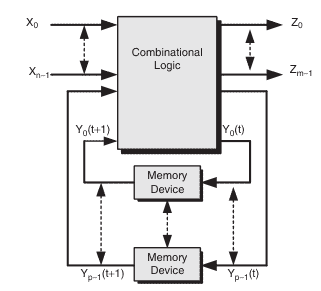 X0 Z0
Combinational
Logic
Xn–1 Zm-1
Y0(t+1) Y0(t)
Memory
Device
Memory
Device
Yp–1(t+1) Yp–1(t)